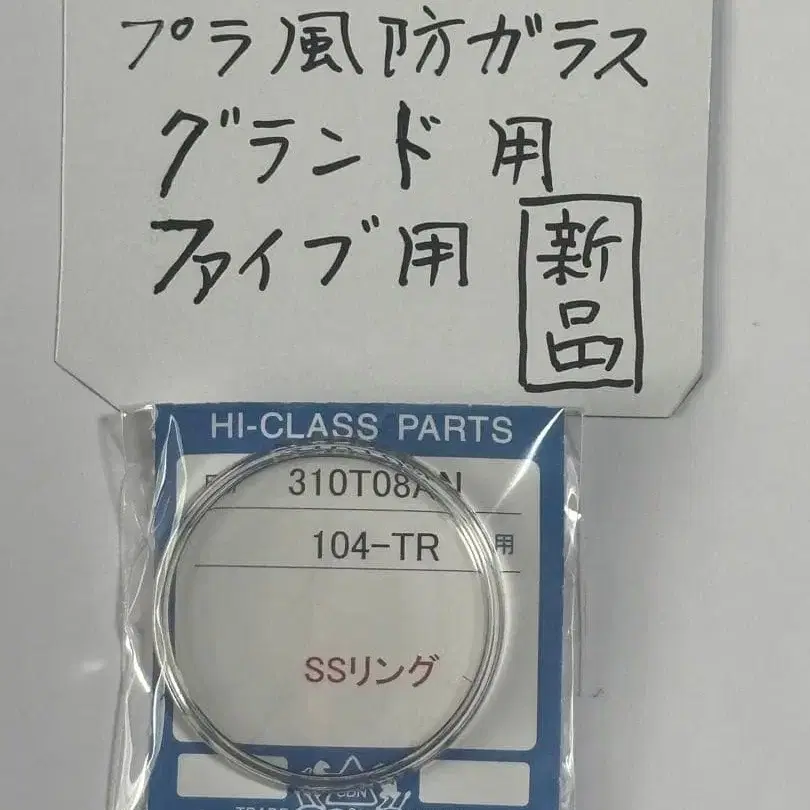 プラ風防ガラス
グランド用
ファイブ用
新品
HI-CLASS PARTS
310T08AN
104-TR 用
SSリング